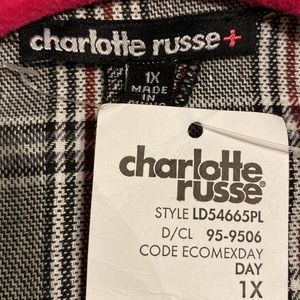 charlotte russe+
1X
MADE
IN
charlotte
russe®
STYLE LD54665PL
D/CL 95-9506
CODE ECOMEXDAY
DAY
1X